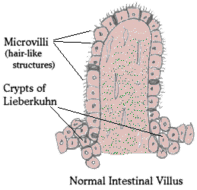 Microvilli
(hair-like
structures)
Crypts of
Lieberkuhn
Normal Intestinal Villus